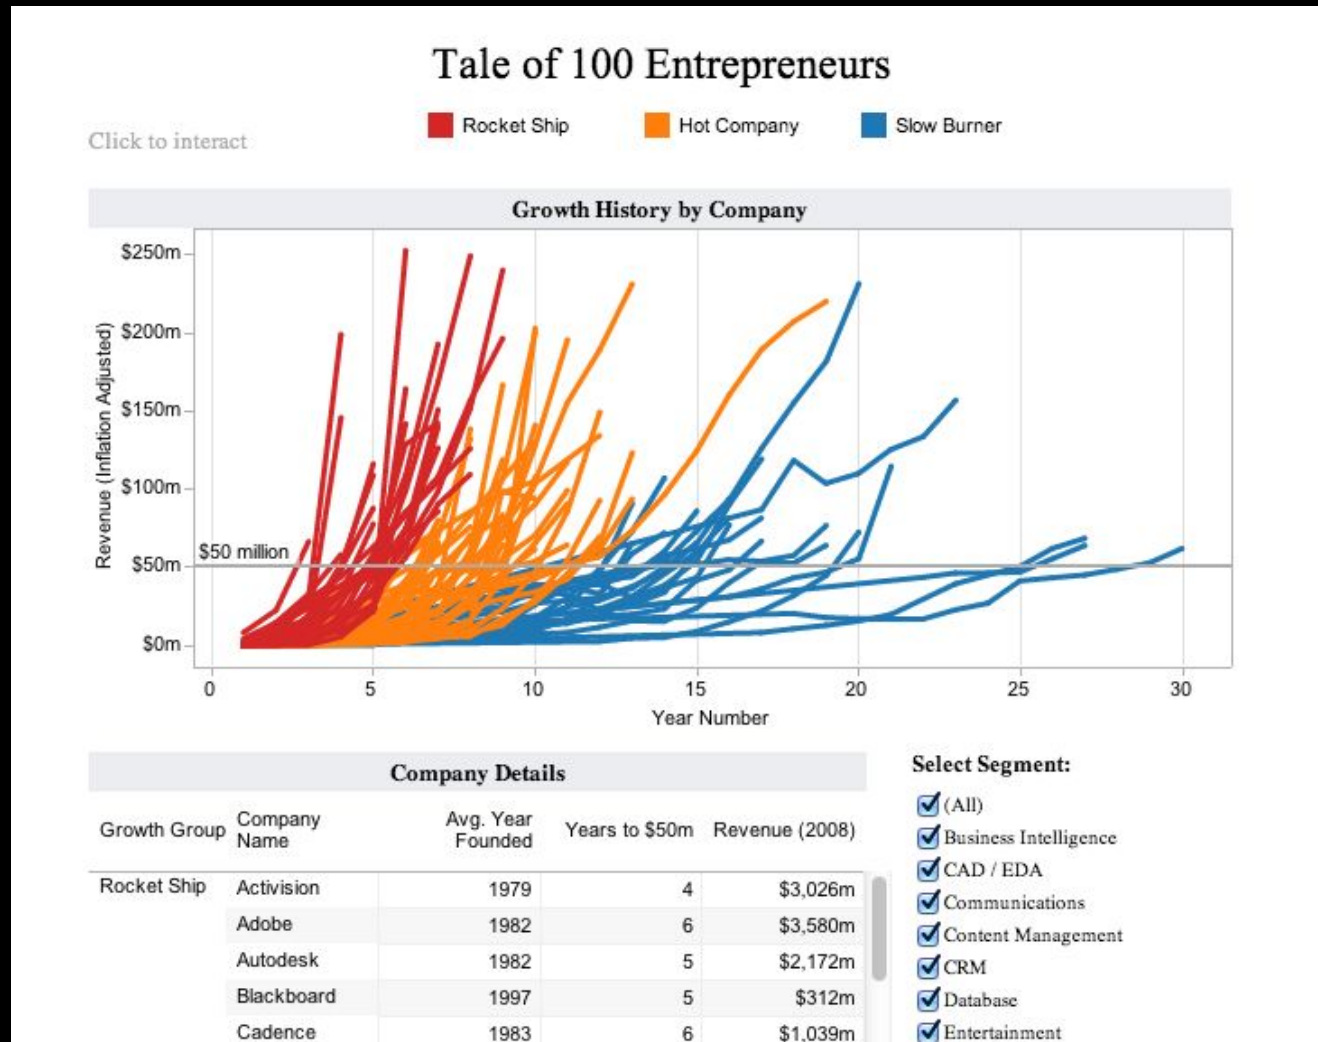 Tale of 100 Entrepreneurs
Click to interact
Rocket Ship
Hot Company
Slow Burner
Growth History by Company
$250m
$200m
$150m
$100m
$50m
$0m
Revenue (Inflation Adjusted)
$50 million
0 5 10 15 20 25 30
Year Number
Company Details
Growth Group Company Name Avg. Year Founded Years to $50m Revenue (2008)
Rocket Ship Activision 1979 4 $3,026m
Adobe 1982 6 $3,580m
Autodesk 1982 5 $2,172m
Blackboard 1997 5 $312m
Cadence 1983 6 $1,039m
Select Segment:
(All)
Business Intelligence
CAD / EDA
Communications
Content Management
CRM
Database
Entertainment